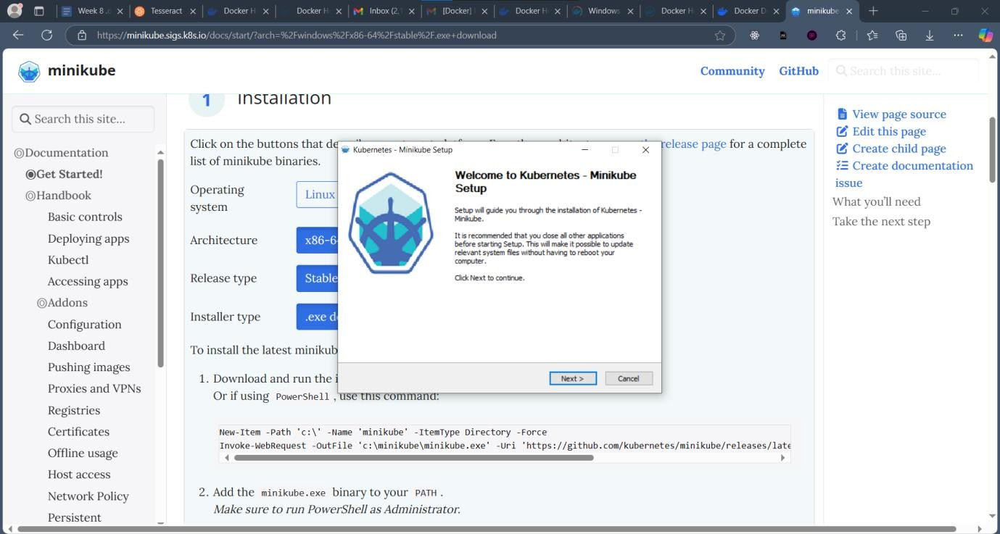 Week 8
Tesseract
Docker H
Docker H
Inbox (2,
[Docker]
Docker H
Windows
Docker H
Docker D
minikube
https://minikube.sigs.k8s.io/docs/start/?arch=%2Fwindows%2Fx86-64%2Fstable%2F.exe+download
minikube
Community
GitHub
Search this site...
Search this site...
Documentation
Get Started!
Handbook
Basic controls
Deploying apps
Kubectl
Accessing apps
Addons
Configuration
Dashboard
Pushing images
Proxies and VPNs
Registries
Certificates
Offline usage
Host access
Network Policy
Persistent
1
Installation
Click on the buttons that
release page for a complete
list of minikube binaries.
Operating
system
Linux
Architecture
x86-64
Release type
Stable
Installer type
.exe d
To install the latest minikub
1. Download and run the i
Or if using PowerShell , use this command:
New-Item -Path 'c:\' -Name 'minikube' -ItemType Directory -Force
Invoke-WebRequest -OutFile 'c:\minikube\minikube.exe' -Uri 'https://github.com/kubernetes/minikube/releases/late
2. Add the minikube.exe binary to your PATH .
Make sure to run PowerShell as Administrator.
Kubernetes - Minikube Setup
Welcome to Kubernetes - Minikube
Setup
Setup will guide you through the installation of Kubernetes -
Minikube.
It is recommended that you close all other applications
before starting Setup. This will make it possible to update
relevant system files without having to reboot your
computer.
Click Next to continue.
Next >
Cancel
View page source
Edit this page
Create child page
Create documentation
issue
What you'll need
Take the next step